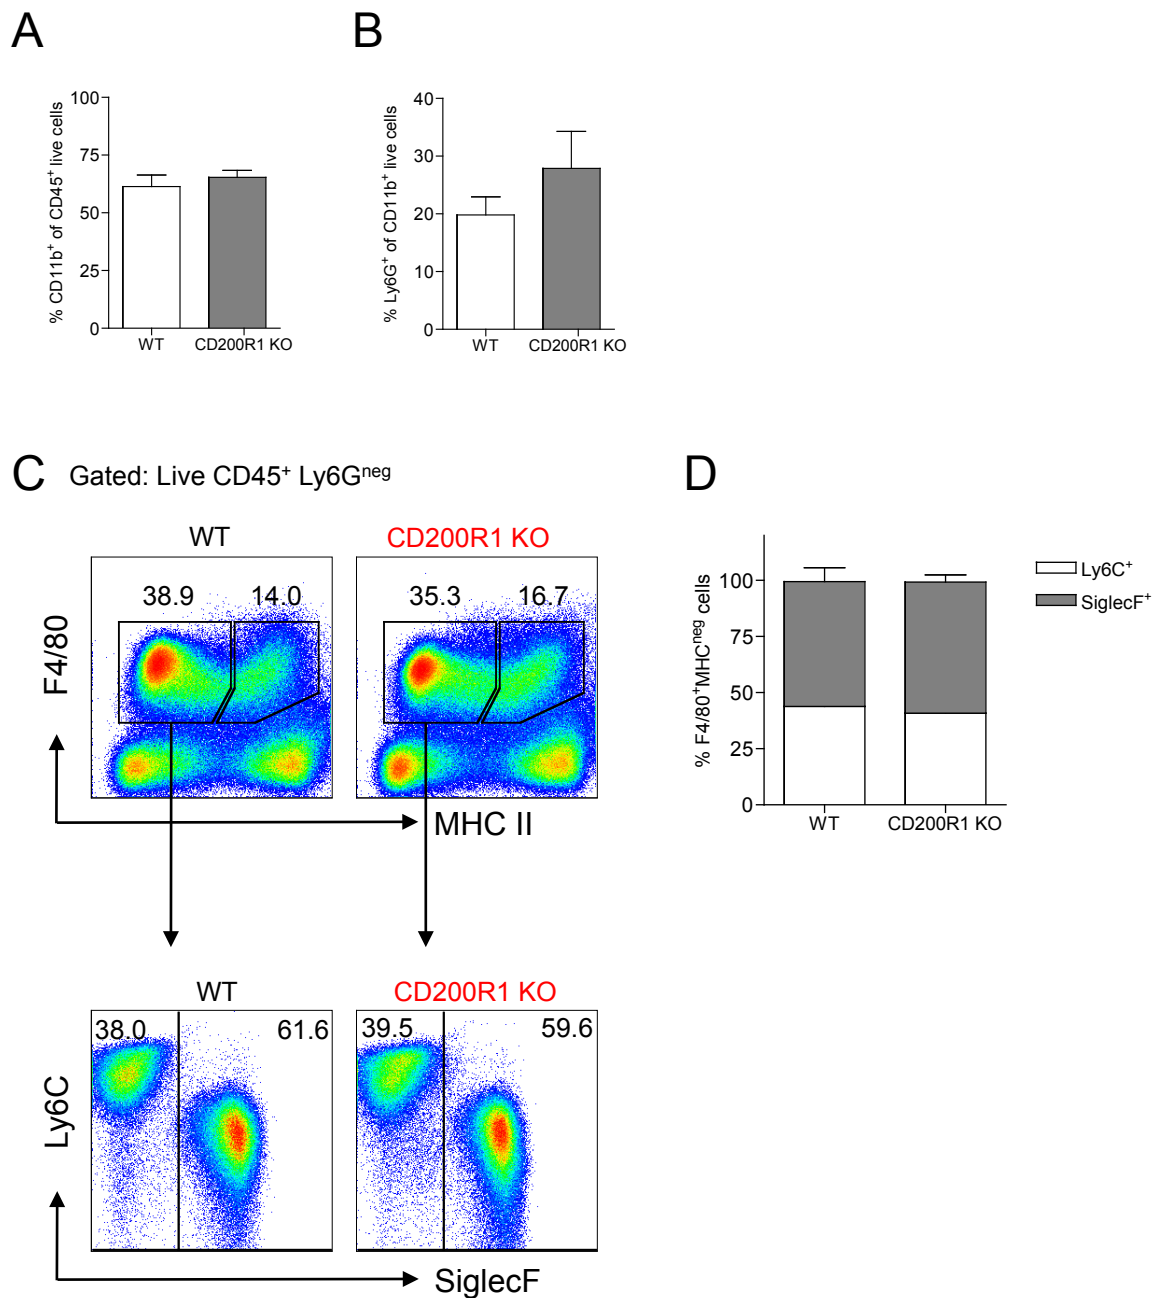 A
B
% CD11b⁺ of CD45⁺ live cells
100
75
50
25
0
WT
CD200R1 KO
% Ly6G⁺ of CD11b⁺ live cells
40
30
20
10
0
WT
CD200R1 KO
C
Gated: Live CD45⁺ Ly6Gⁿᵉᵍ
WT
CD200R1 KO
38.9
14.0
35.3
16.7
F4/80
MHC II
WT
CD200R1 KO
38.0
61.6
39.5
59.6
Ly6C
SiglecF
D
% F4/80⁺MHCⁿᵉᵍ cells
100
75
50
25
0
WT
CD200R1 KO
Ly6C⁺
SiglecF⁺